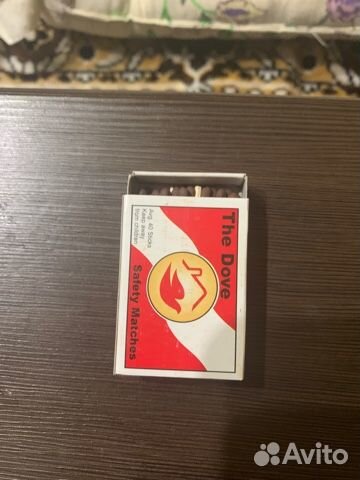 The Dove
Avg. 40 Sticks
Keep away
from children
Safety Matches
Avito